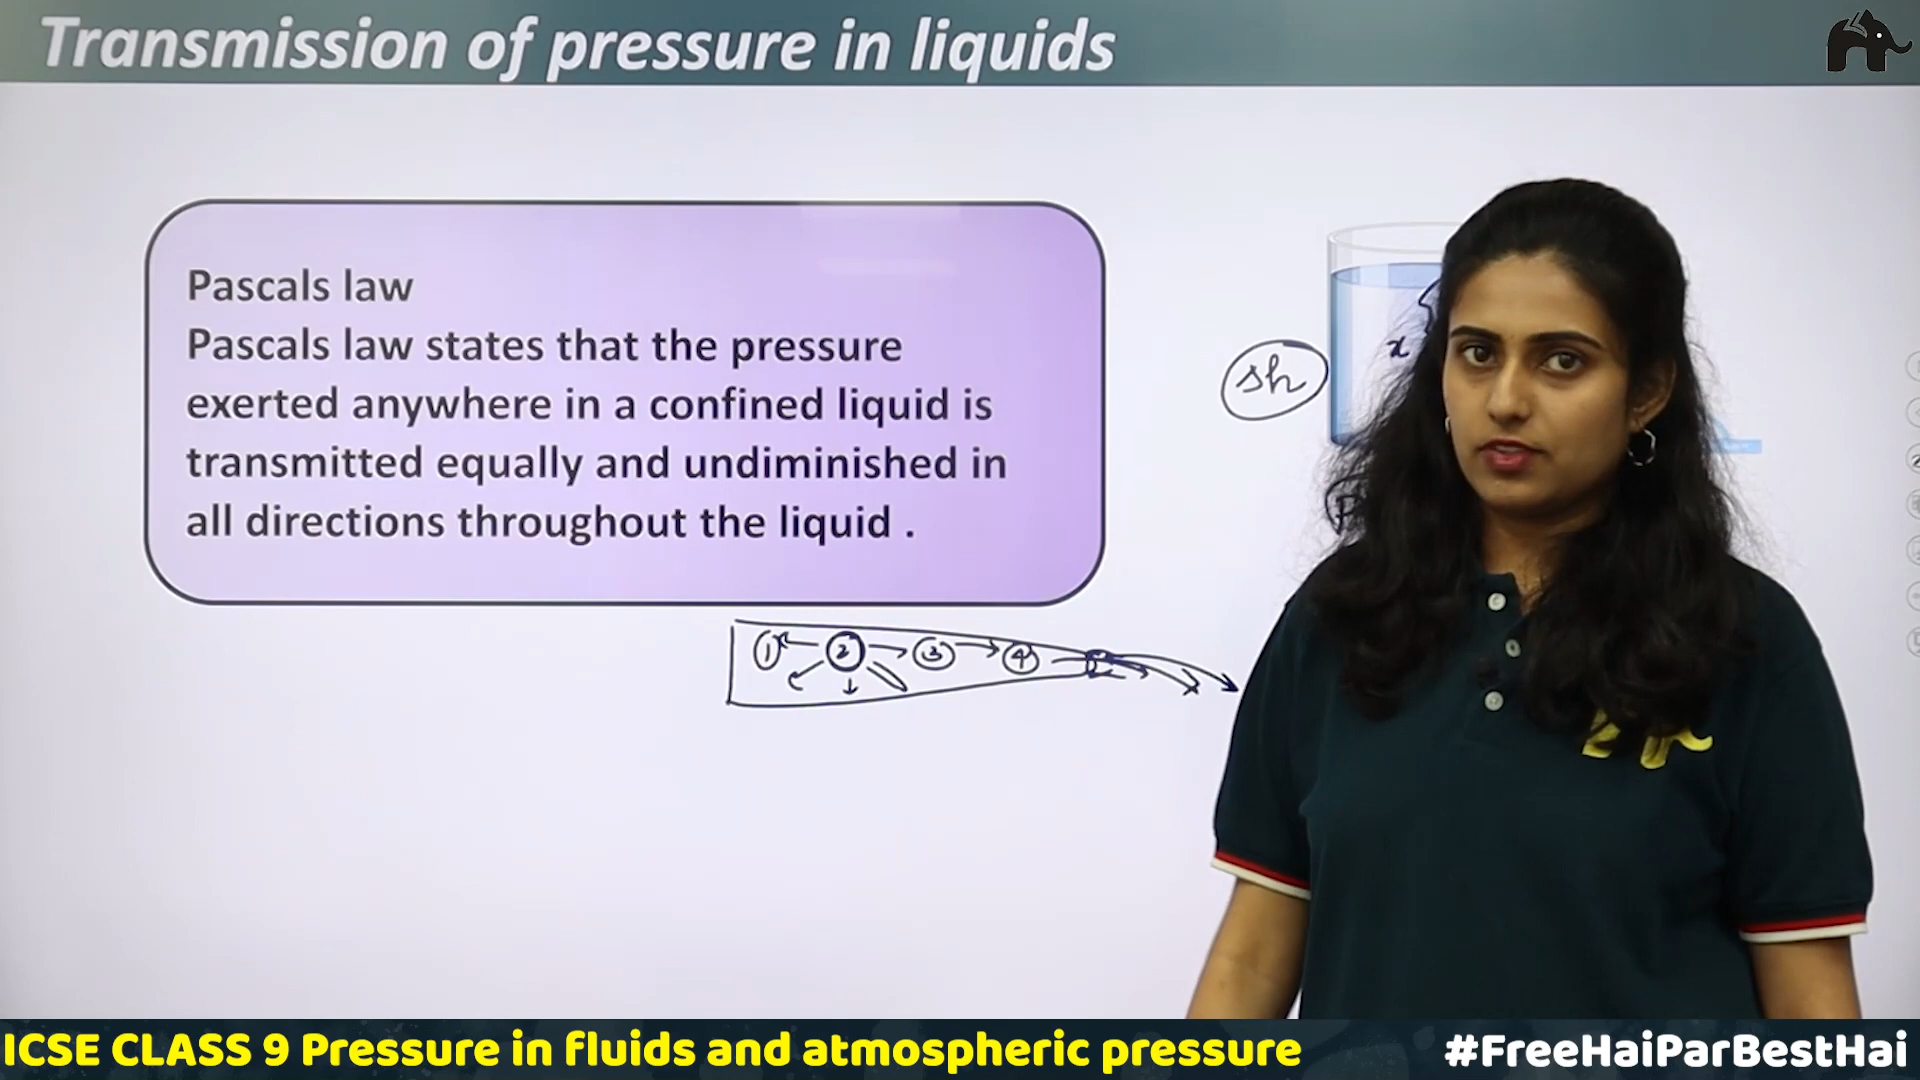 Transmission of pressure in liquids
Pascals law
Pascals law states that the pressure
exerted anywhere in a confined liquid is
transmitted equally and undiminished in
all directions throughout the liquid .
x
sh
P
1 2 3 4
ICSE CLASS 9 Pressure in fluids and atmospheric pressure
#FreeHaiParBestHai